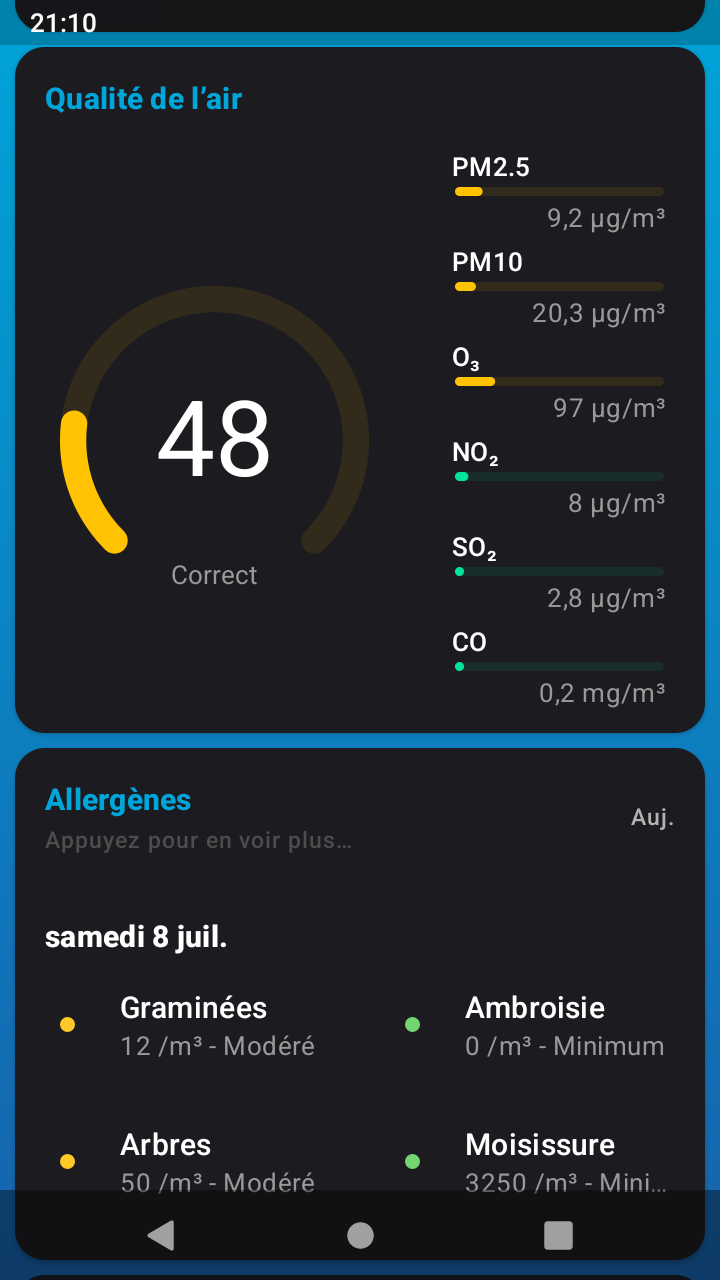 21:10
Qualité de l’air
PM2.5
9,2 µg/m³
PM10
20,3 µg/m³
O₃
97 µg/m³
NO₂
8 µg/m³
SO₂
2,8 µg/m³
CO
0,2 mg/m³
48
Correct
Allergènes
Appuyez pour en voir plus…
Auj.
samedi 8 juil.
Graminées
12 /m³ - Modéré
Ambroisie
0 /m³ - Minimum
Arbres
50 /m³ - Modéré
Moisissure
3250 /m³ - Mini…